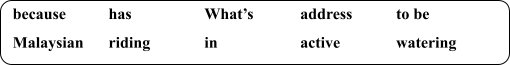 because has What's address to be
Malaysian riding in active watering